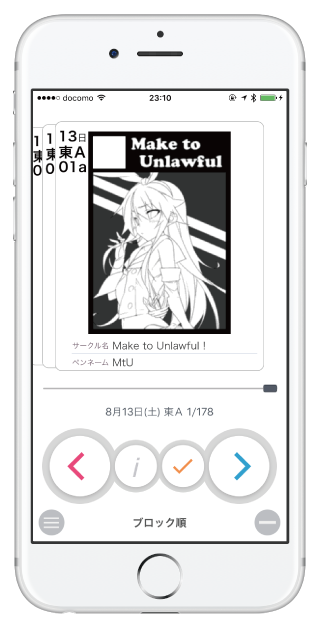 docomo
23:10
13日
東A
01a
1
東
0
1
東
0
Make to
Unlawful
サークル名 Make to Unlawful !
ペンネーム MtU
8月13日(土) 東A 1/178
i
ブロック順